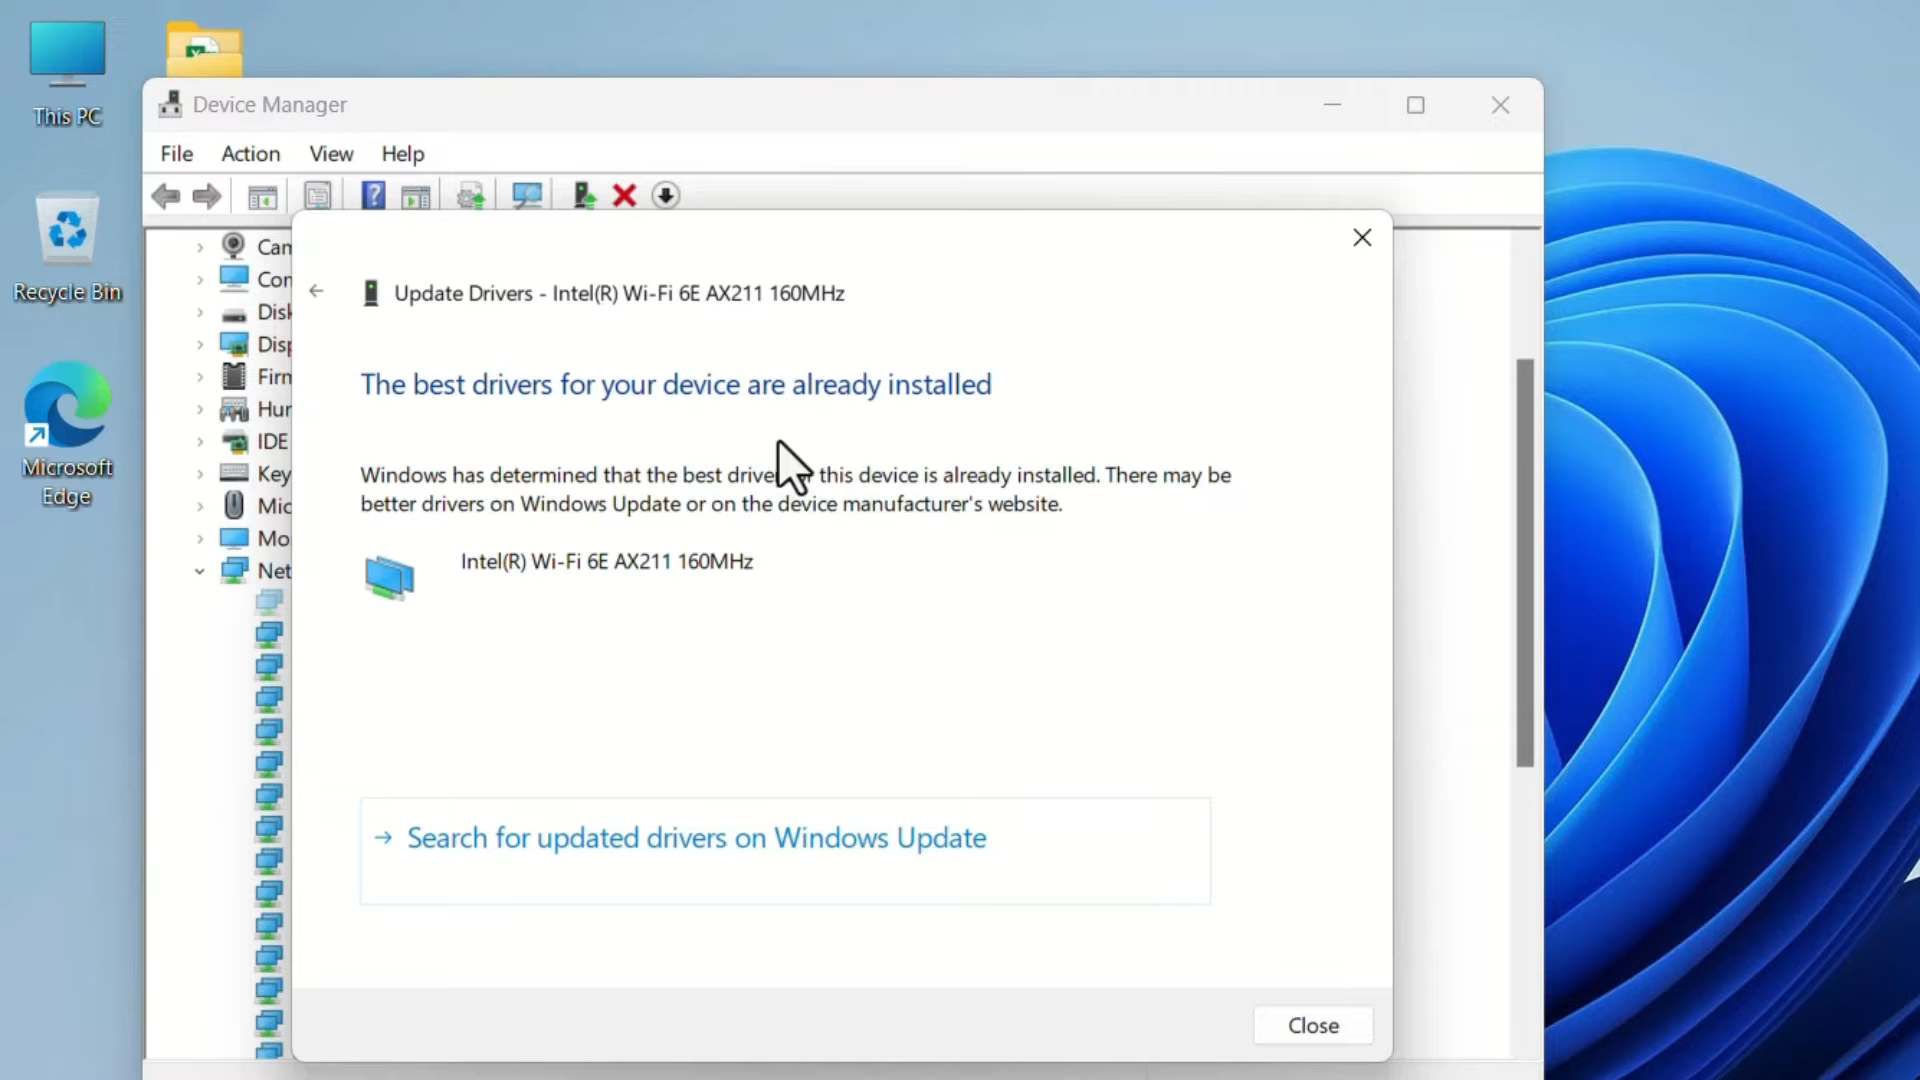 This PC
Recycle Bin
Microsoft
Edge
Device Manager
File Action View Help
Can
Con
Disk
Disp
Firn
Hur
IDE
Key
Mic
Mo
Net
Update Drivers - Intel(R) Wi-Fi 6E AX211 160MHz
The best drivers for your device are already installed
Windows has determined that the best drive this device is already installed. There may be
better drivers on Windows Update or on the device manufacturer's website.
Intel(R) Wi-Fi 6E AX211 160MHz
→ Search for updated drivers on Windows Update
Close